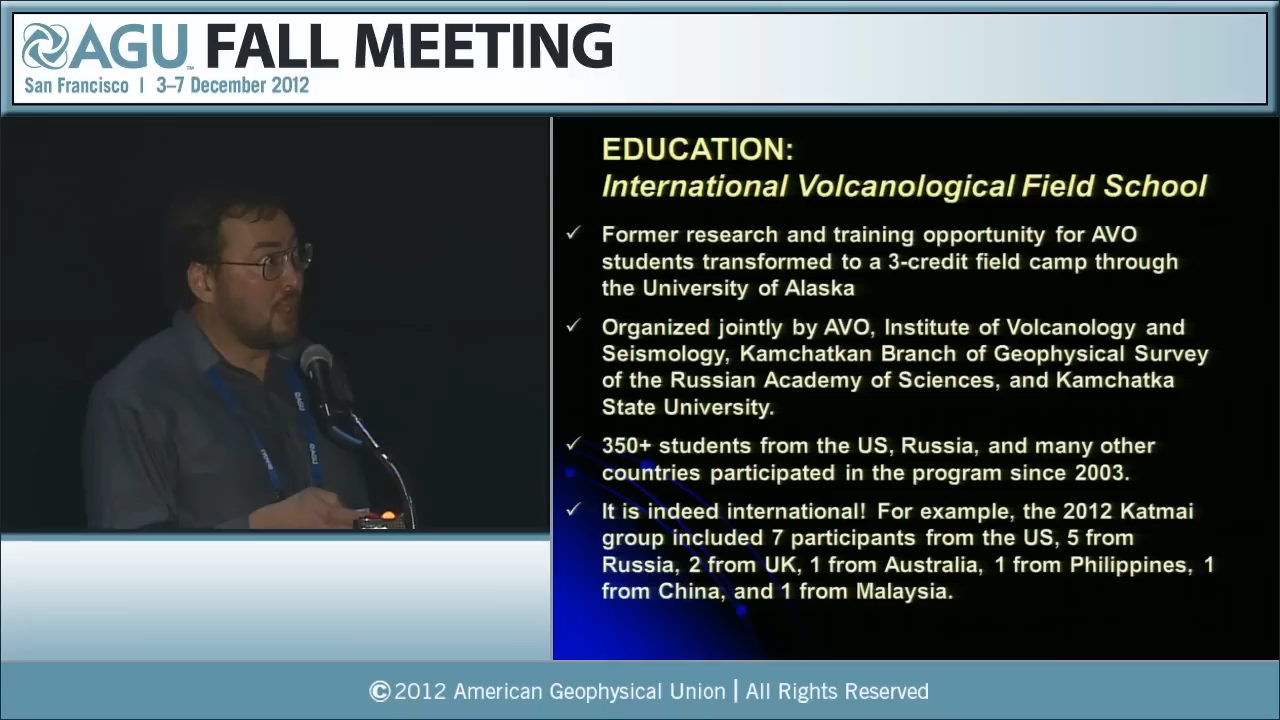 AGU FALL MEETING
San Francisco | 3–7 December 2012
EDUCATION:
International Volcanological Field School
✓ Former research and training opportunity for AVO
students transformed to a 3-credit field camp through
the University of Alaska
✓ Organized jointly by AVO, Institute of Volcanology and
Seismology, Kamchatkan Branch of Geophysical Survey
of the Russian Academy of Sciences, and Kamchatka
State University.
✓ 350+ students from the US, Russia, and many other
countries participated in the program since 2003.
✓ It is indeed international! For example, the 2012 Katmai
group included 7 participants from the US, 5 from
Russia, 2 from UK, 1 from Australia, 1 from Philippines, 1
from China, and 1 from Malaysia.
©2012 American Geophysical Union | All Rights Reserved